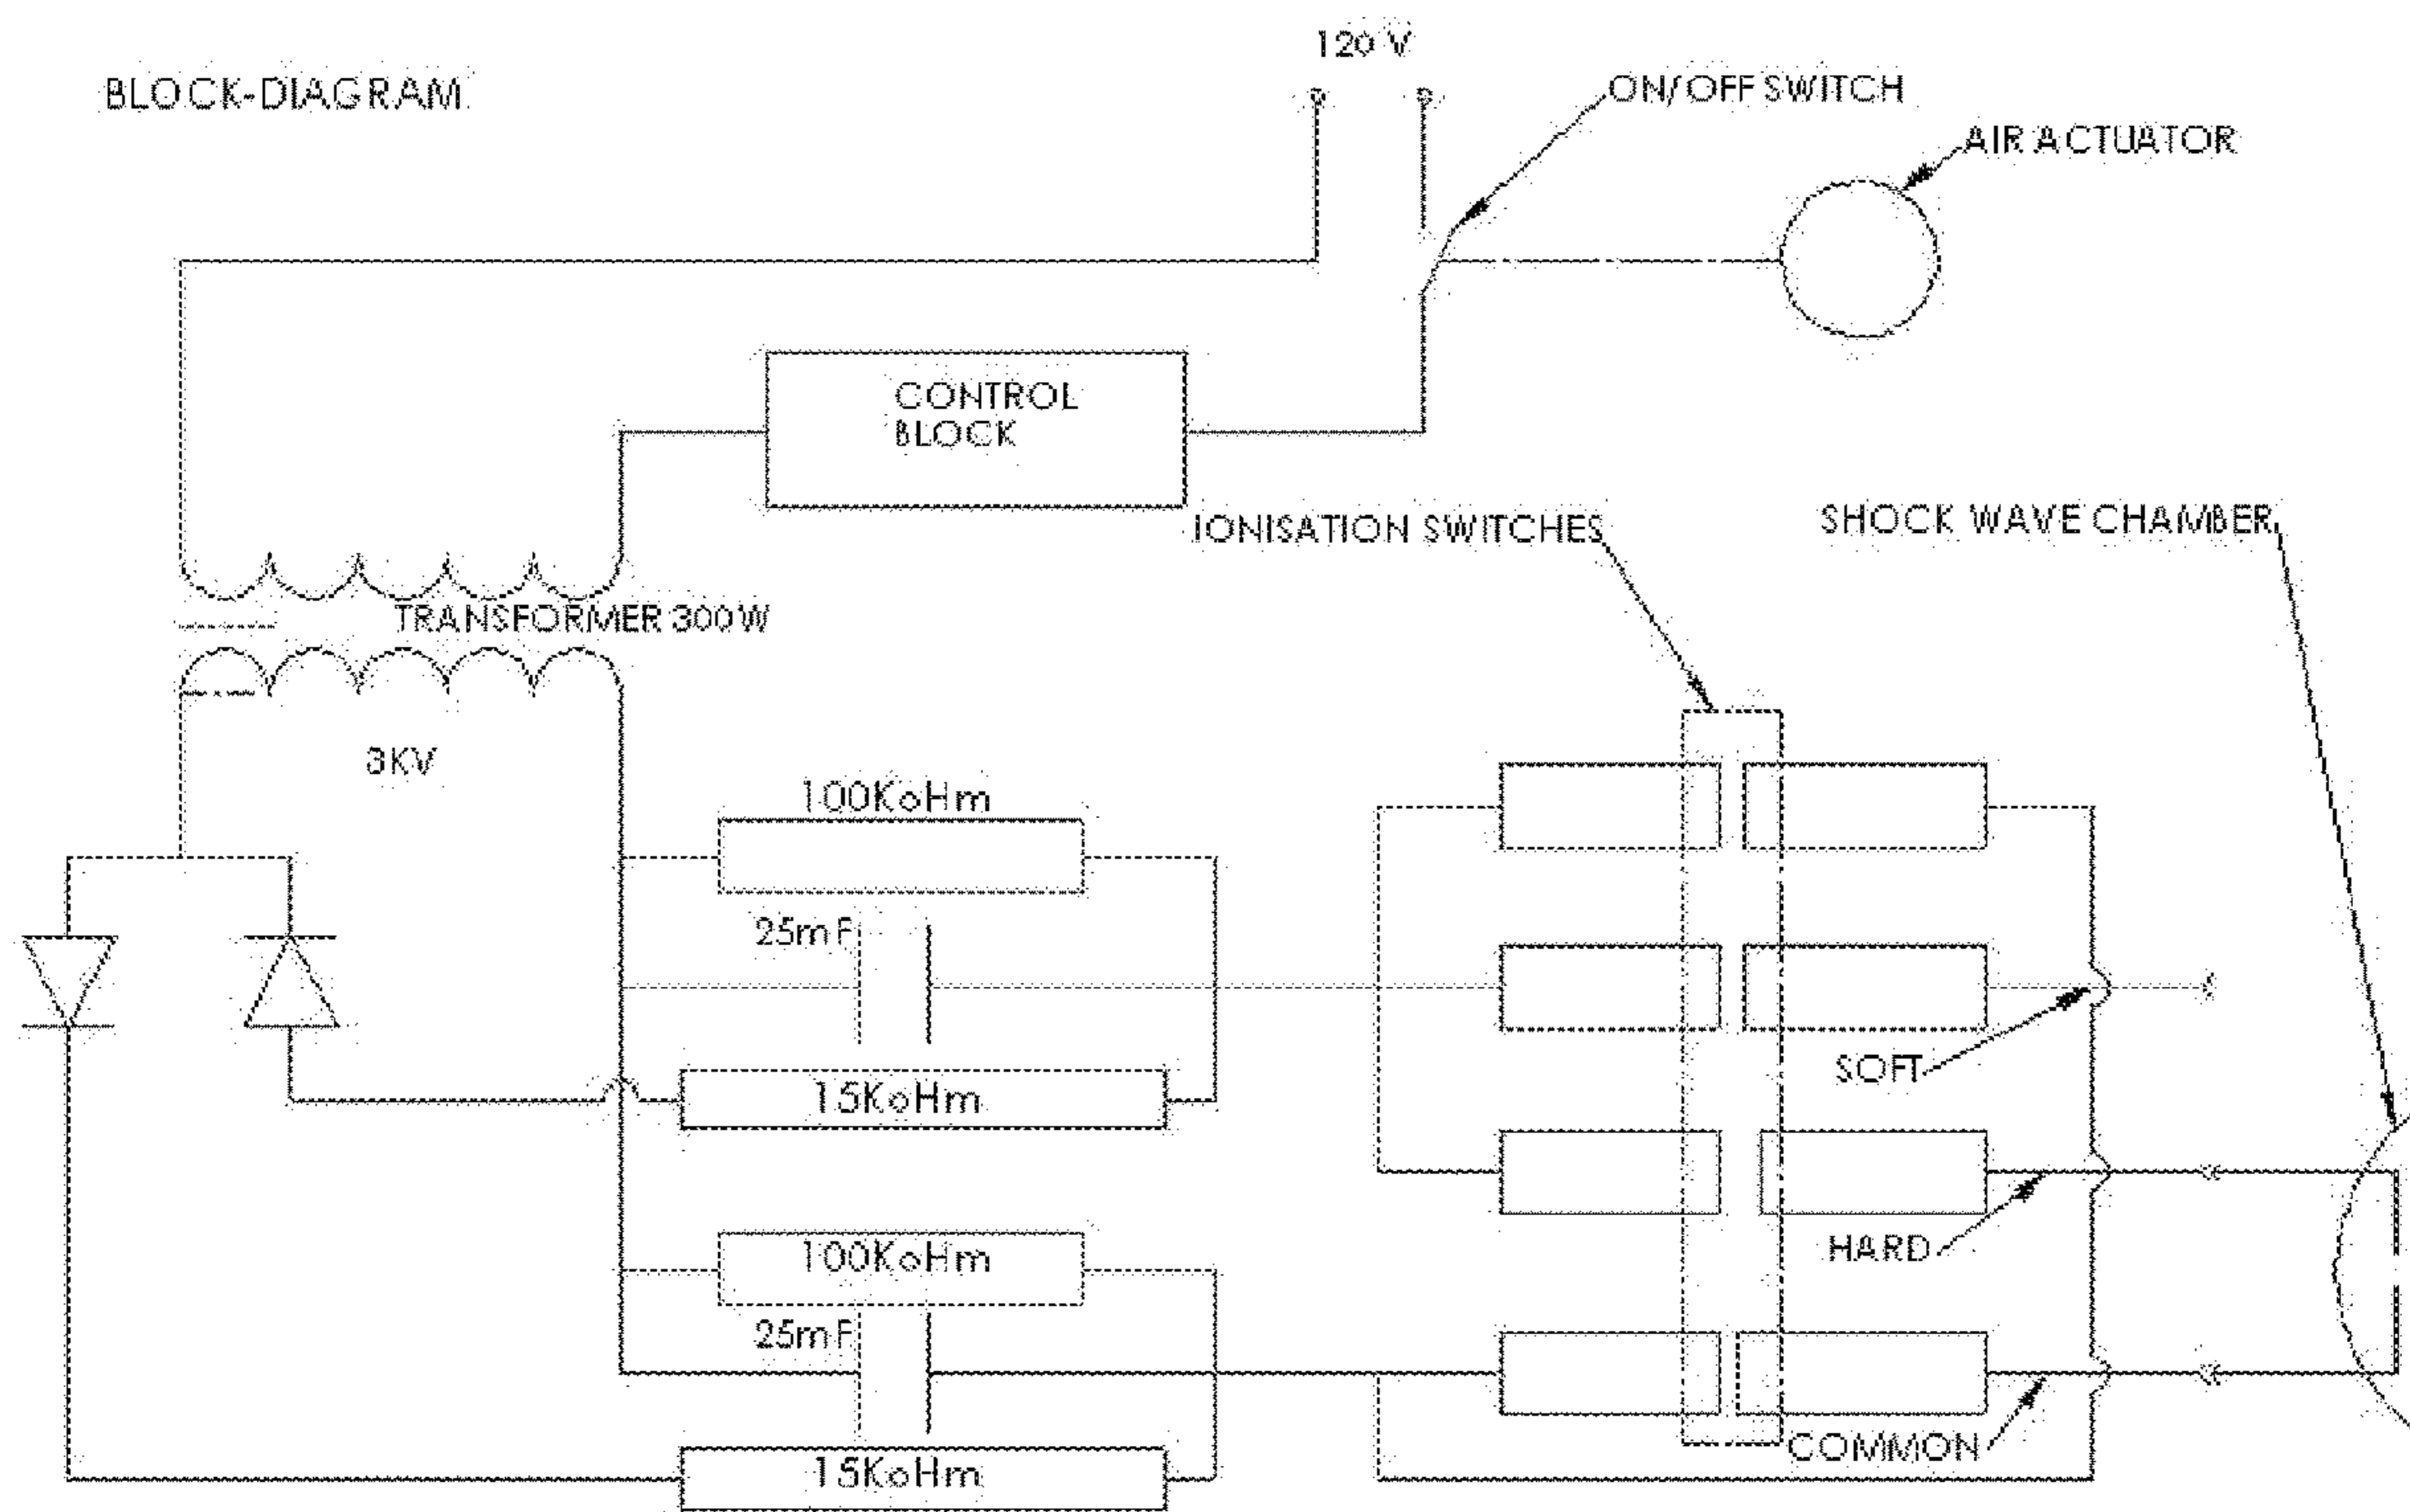 120 V
BLOCK-DIAGRAM
ON/OFF SWITCH
AIR ACTUATOR
CONTROL
BLOCK
IONISATION SWITCHES
SHOCK WAVE CHAMBER
TRANSFORMER 300W
3KV
100KoHm
25mF
15KoHm
SOFT
100KoHm
HARD
25mF
COMMON
15KoHm